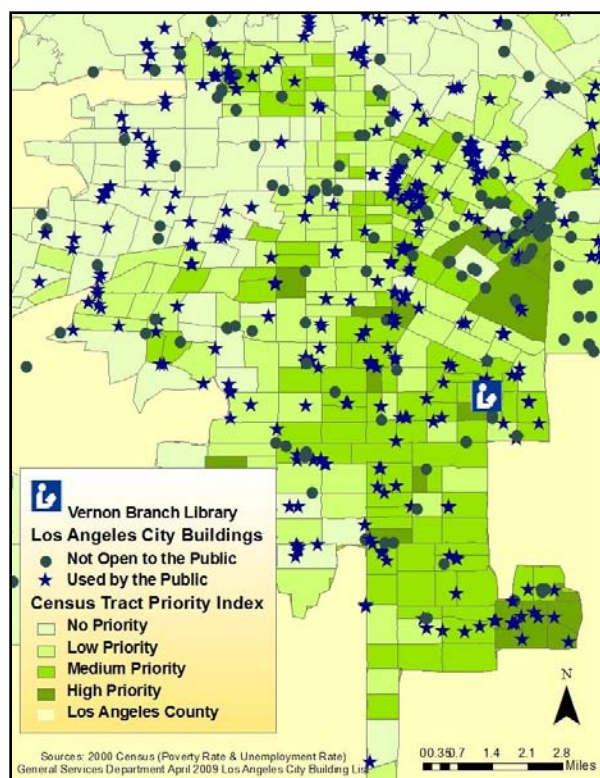 Vernon Branch Library
Los Angeles City Buildings
Not Open to the Public
Used by the Public
Census Tract Priority Index
No Priority
Low Priority
Medium Priority
High Priority
Los Angeles County
N
0 0.35 0.7 1.4 2.1 2.8
Miles
Sources: 2000 Census (Poverty Rate & Unemployment Rate)
General Services Department April 2009 Los Angeles City Building List